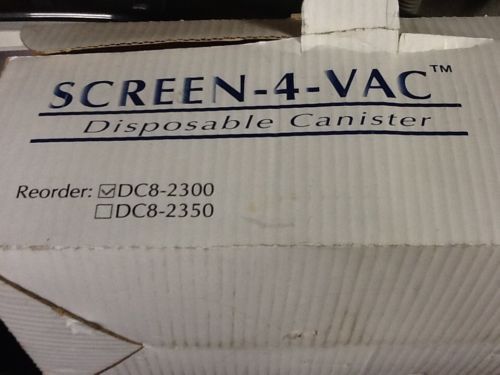 SCREEN-4-VAC™
Disposable Canister
Reorder: ☑DC8-2300
☐DC8-2350